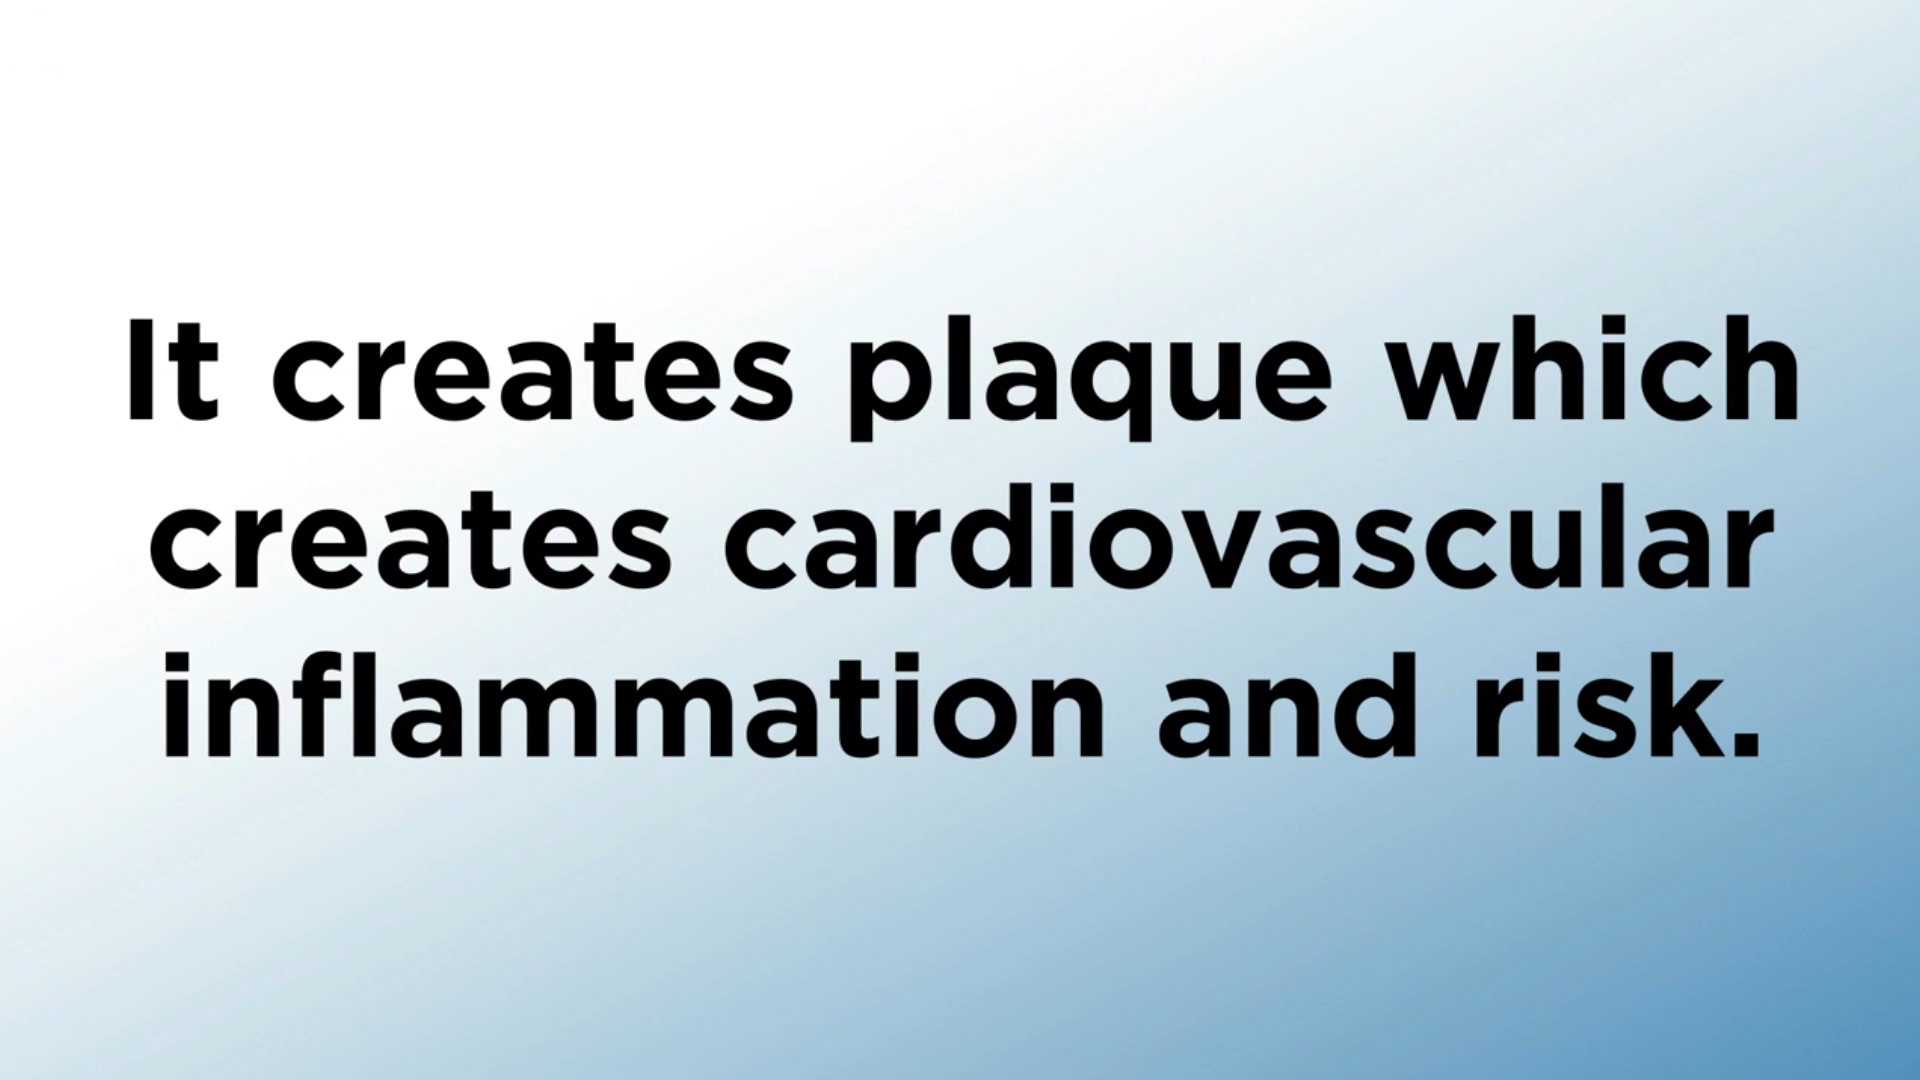 It creates plaque which
creates cardiovascular
inflammation and risk.